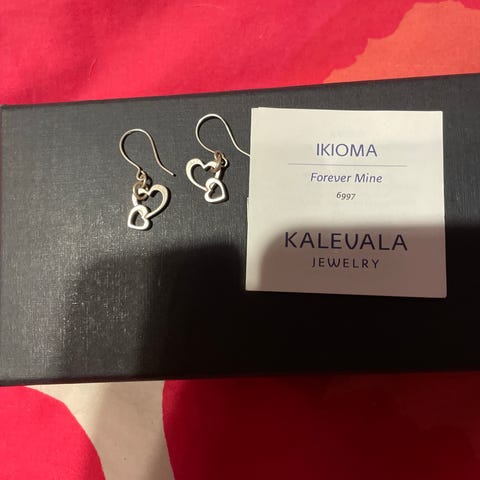 IKIOMA
Forever Mine
6997
KALEVALA
JEWELRY